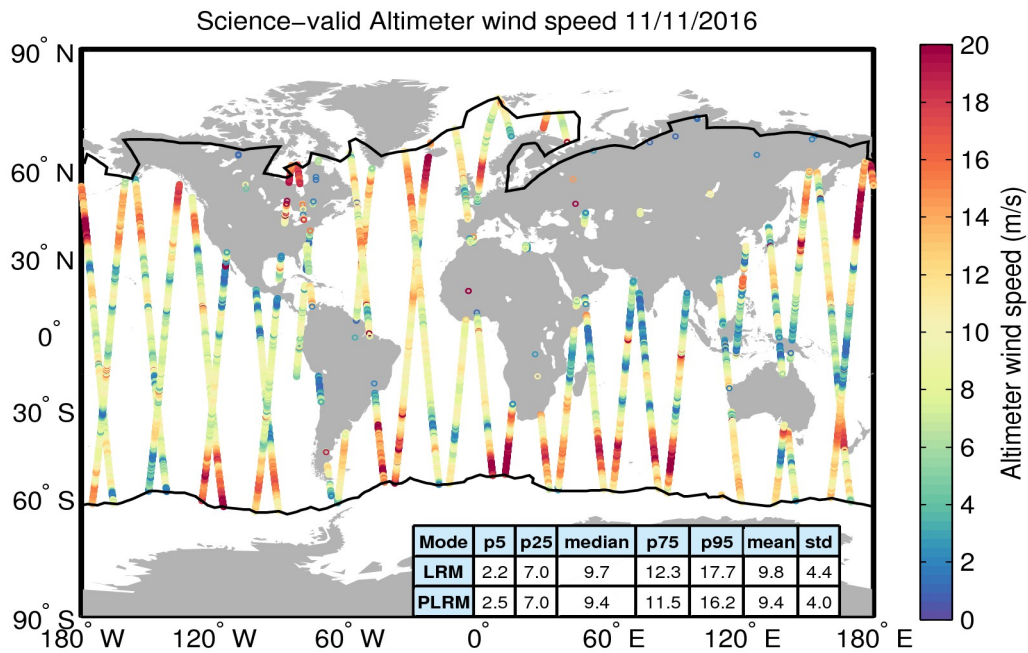 Science−valid Altimeter wind speed 11/11/2016
90° N
60° N
30° N
0°
30° S
60° S
90° S
180° W
120° W
60° W
0°
60° E
120° E
180° E
Mode p5 p25 median p75 p95 mean std
LRM 2.2 7.0 9.7 12.3 17.7 9.8 4.4
PLRM 2.5 7.0 9.4 11.5 16.2 9.4 4.0
20
18
16
14
12
10
8
6
4
2
0
Altimeter wind speed (m/s)